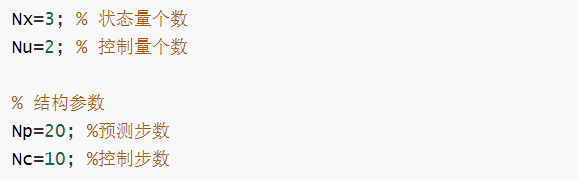 Nx=3; % 状态量个数
Nu=2; % 控制量个数
% 结构参数
Np=20; %预测步数
Nc=10; %控制步数